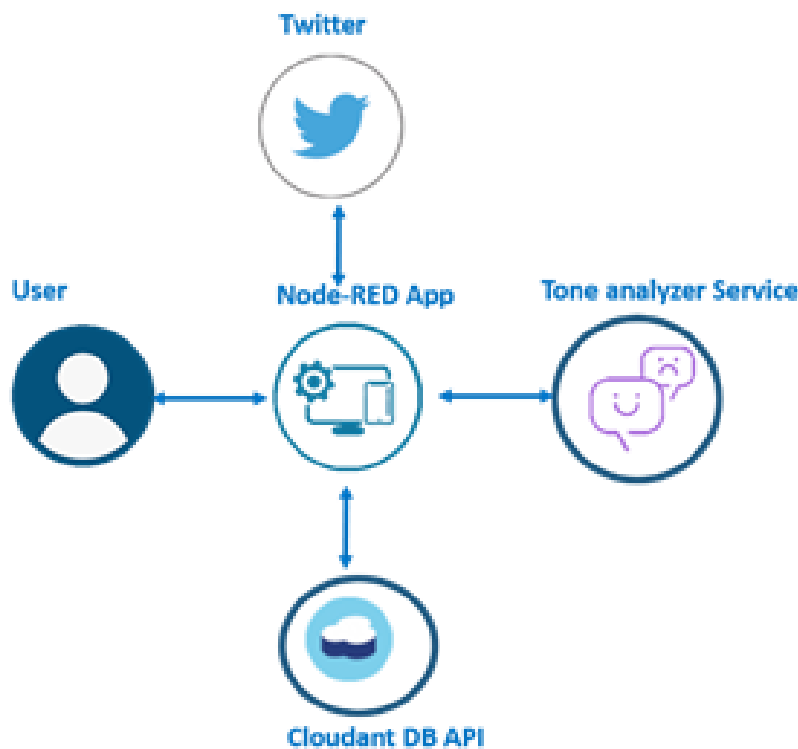 Twitter
User
Node-RED App
Tone analyzer Service
Cloudant DB API